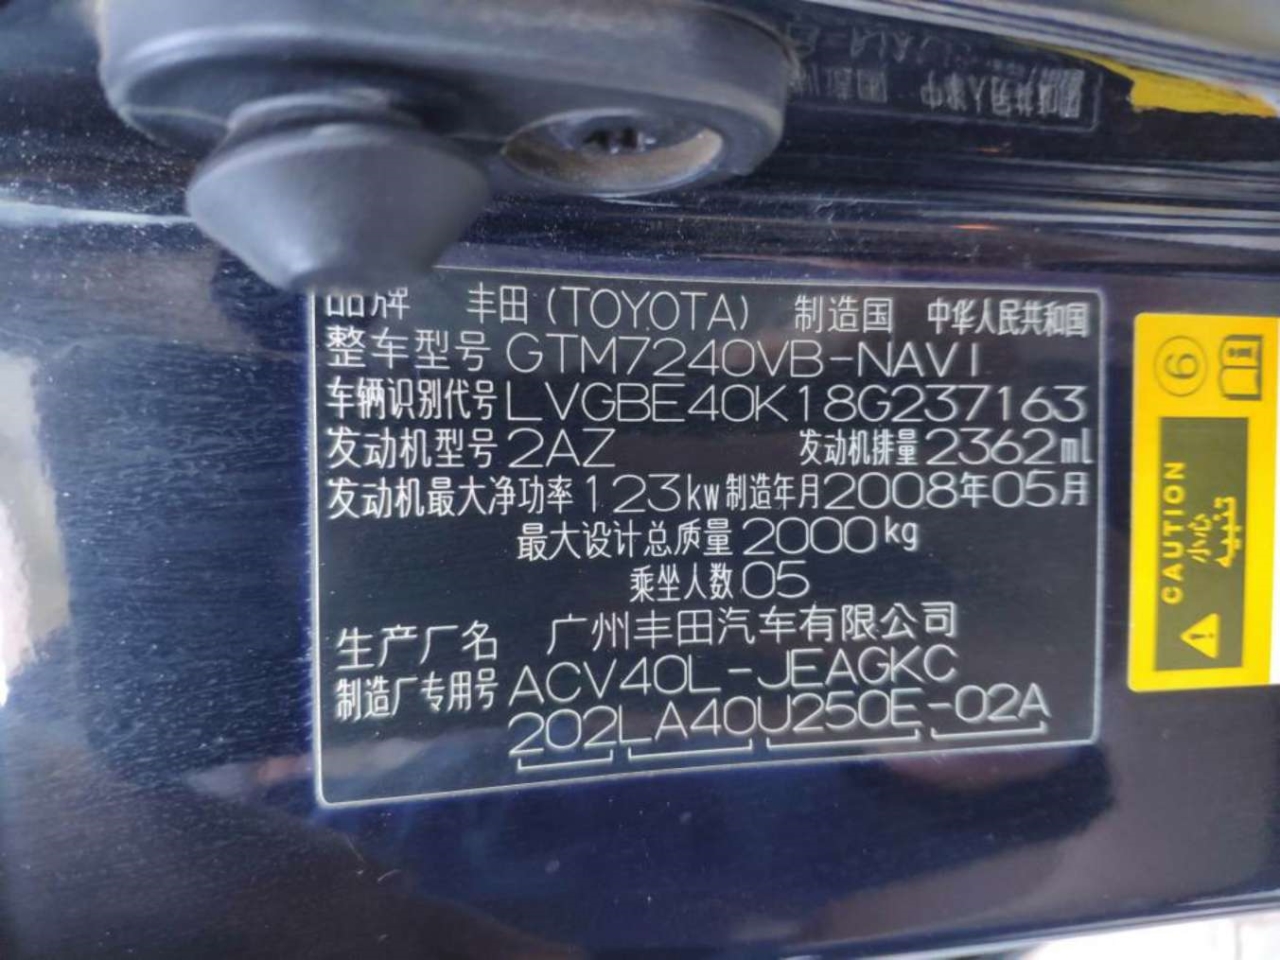 品牌 丰田(TOYOTA) 制造国 中华人民共和国
整车型号 GTM7240VB-NAVI
车辆识别代号 LVGBE40K18G237163
发动机型号 2AZ 发动机排量 2362ml
发动机最大净功率 123kw 制造年月 2008年05月
最大设计总质量 2000kg
乘坐人数 05
生产厂名 广州丰田汽车有限公司
制造厂专用号 ACV40L-JEAGKC
202LA40U250E-02A
6
CAUTION
小心
تنبيه